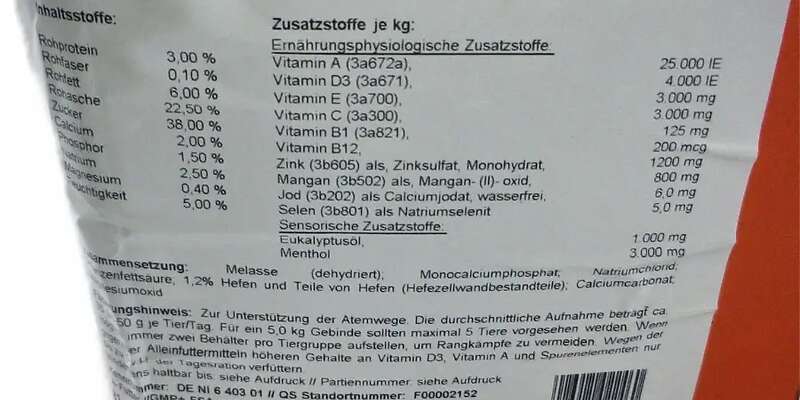 Inhaltsstoffe:
Rohprotein 3,00 %
Rohfaser 0,10 %
Rohfett 6,00 %
Rohasche 22,50 %
Zucker 38,00 %
Calcium 2,00 %
Phosphor 1,50 %
Natrium 2,50 %
Magnesium 0,40 %
Feuchtigkeit 5,00 %
Zusatzstoffe je kg:
Ernährungsphysiologische Zusatzstoffe:
Vitamin A (3a672a), 25.000 IE
Vitamin D3 (3a671), 4.000 IE
Vitamin E (3a700), 3.000 mg
Vitamin C (3a300), 3.000 mg
Vitamin B1 (3a821), 125 mg
Vitamin B12, 200 mcg
Zink (3b605) als, Zinksulfat, Monohydrat, 1200 mg
Mangan (3b502) als, Mangan- (II)- oxid, 800 mg
Jod (3b202) als Calciumjodat, wasserfrei, 6,0 mg
Selen (3b801) als Natriumselenit 5,0 mg
Sensorische Zusatzstoffe:
Eukalyptusöl, 1.000 mg
Menthol 3.000 mg
ammensetzung: Melasse (dehydriert), Monocalciumphosphat, Natriumchlorid,
zenfettsäure, 1,2% Hefen und Teile von Hefen (Hefezellwandbestandteile), Calciumcarbonat,
esiumoxid
ungshinweis: Zur Unterstützung der Atemwege. Die durchschnittliche Aufnahme beträgt ca.
50 g je Tier/Tag. Für ein 5,0 kg Gebinde sollten maximal 5 Tiere vorgesehen werden. Wenn
immer zwei Behälter pro Tiergruppe aufstellen, um Rangkämpfe zu vermeiden. Wegen der
er Alleinfuttermitteln höheren Gehalte an Vitamin D3, Vitamin A und Spurenelementen nur
der Tagesration verfüttern
ens haltbar bis: siehe Aufdruck // Partiennummer: siehe Aufdruck
mer: DE NI 6 403 01 // QS Standortnummer: F00002152